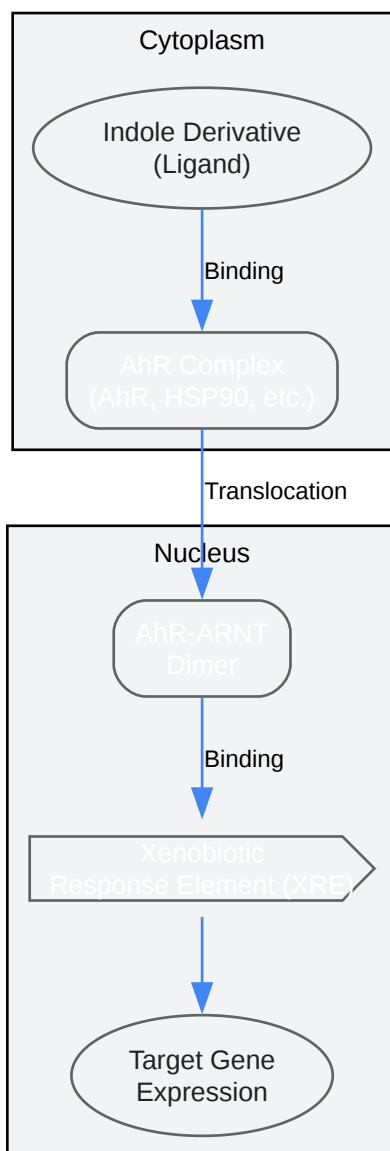 Cytoplasm
Indole Derivative
(Ligand)
Binding
AhR Complex
(AhR, HSP90, etc.)
Translocation
Nucleus
AhR-ARNT
Dimer
Binding
Xenobiotic
Response Element (XRE)
Target Gene
Expression